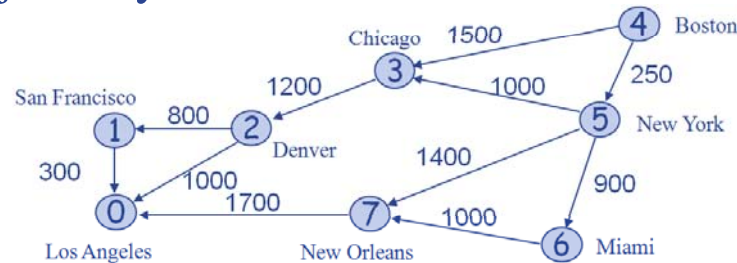 4
Boston
1500
Chicago
3
250
1200
1000
San Francisco
800
5
New York
1
2
Denver
1400
300
1000
900
1700
0
7
1000
6
Miami
Los Angeles
New Orleans